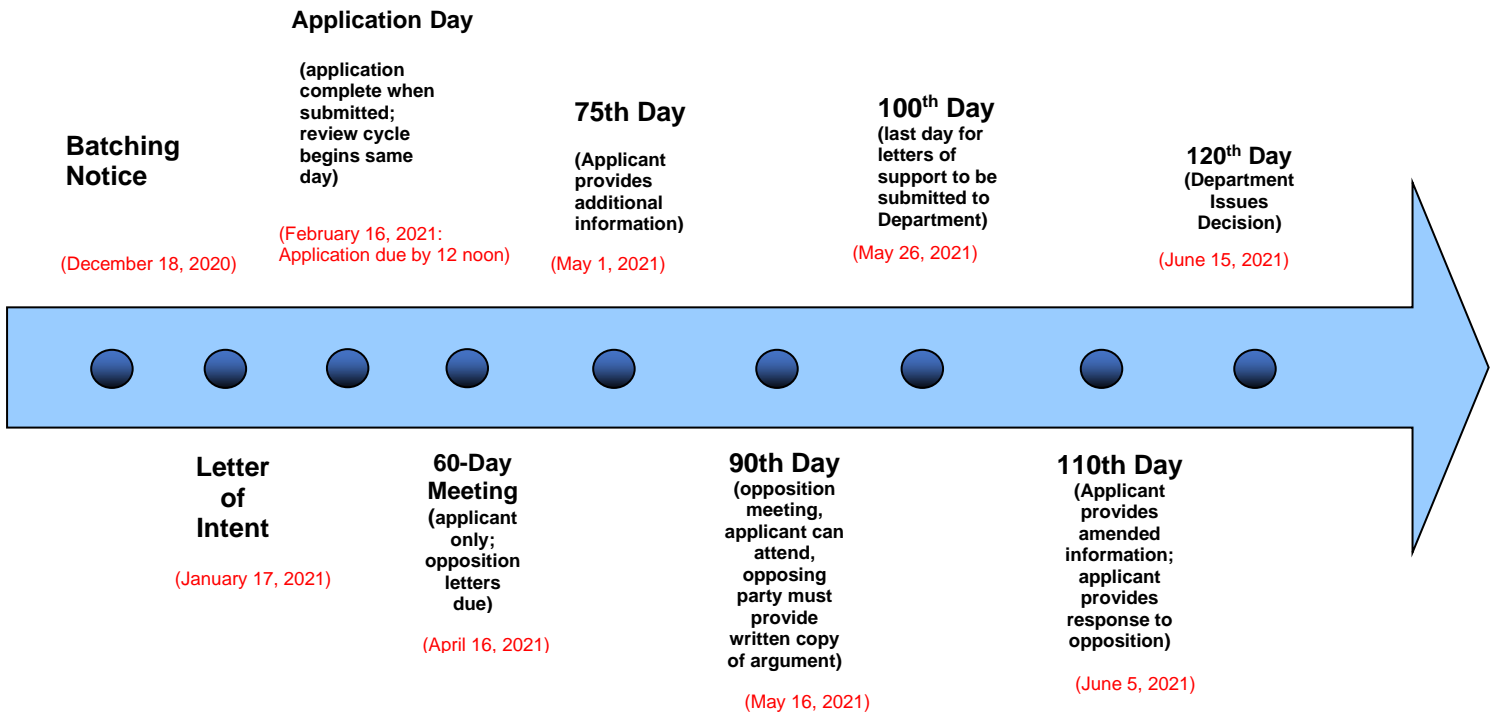 Application Day
(application
complete when
submitted;
review cycle
begins same
day)
(February 16, 2021:
Application due by 12 noon)
Batching
Notice
(December 18, 2020)
75th Day
(Applicant
provides
additional
information)
(May 1, 2021)
100th Day
(last day for
letters of
support to be
submitted to
Department)
(May 26, 2021)
120th Day
(Department
Issues
Decision)
(June 15, 2021)
Letter
of
Intent
(January 17, 2021)
60-Day
Meeting
(applicant
only;
opposition
letters
due)
(April 16, 2021)
90th Day
(opposition
meeting,
applicant can
attend,
opposing
party must
provide
written copy
of argument)
(May 16, 2021)
110th Day
(Applicant
provides
amended
information;
applicant
provides
response to
opposition)
(June 5, 2021)